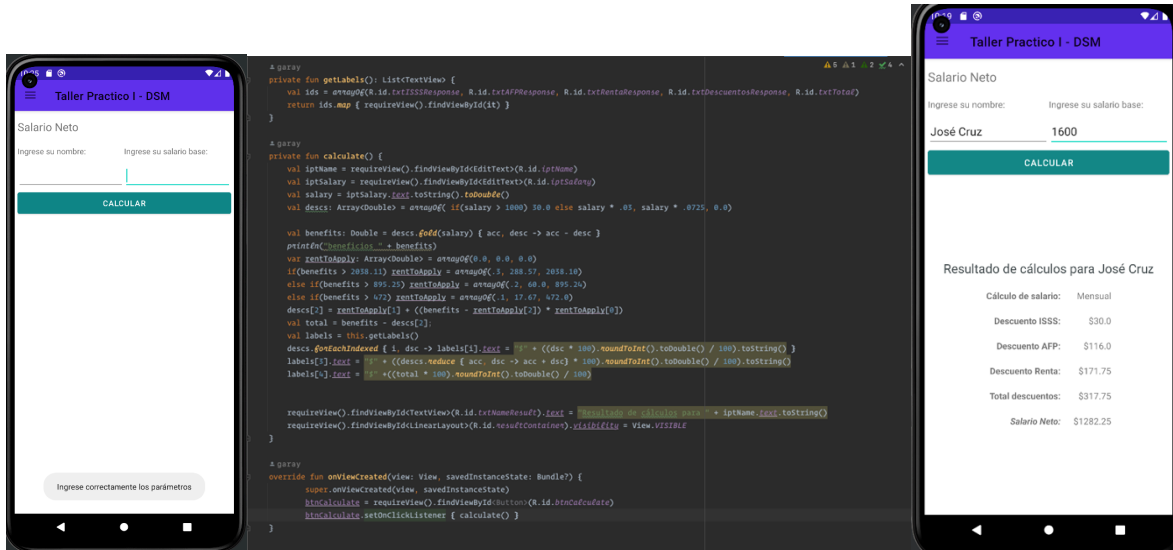 10:25
Taller Practico I - DSM
Salario Neto
Ingrese su nombre:
Ingrese su salario base:
CALCULAR
Ingrese correctamente los parámetros
garay
5 1 2 4
private fun getLabels(): List<TextView> {
val ids = arrayOf(R.id.txtISSSResponse, R.id.txtAFPResponse, R.id.txtRentaResponse, R.id.txtDescuentosResponse, R.id.txtTotal)
return ids.map { requireView().findViewById(it) }
}
garay
private fun calculate() {
val iptName = requireView().findViewById<EditText>(R.id.iptName)
val iptSalary = requireView().findViewById<EditText>(R.id.iptSalary)
val salary = iptSalary.text.toString().toDouble()
val descs: Array<Double> = arrayOf( if(salary > 1000) 30.0 else salary * .03, salary * .0725, 0.0)
val benefits: Double = descs.fold(salary) { acc, desc -> acc - desc }
println("beneficios " + benefits)
var rentToApply: Array<Double> = arrayOf(0.0, 0.0, 0.0)
if(benefits > 2038.11) rentToApply = arrayOf(.3, 288.57, 2038.10)
else if(benefits > 895.25) rentToApply = arrayOf(.2, 60.0, 895.24)
else if(benefits > 472) rentToApply = arrayOf(.1, 17.67, 472.0)
descs[2] = rentToApply[1] + ((benefits - rentToApply[2]) * rentToApply[0])
val total = benefits - descs[2];
val labels = this.getLabels()
descs.forEachIndexed { i, dsc -> labels[i].text = "$" + ((dsc * 100).roundToInt().toDouble() / 100).toString() }
labels[3].text = "$" + ((descs.reduce { acc, dsc -> acc + dsc} * 100).roundToInt().toDouble() / 100).toString()
labels[4].text = "$" +((total * 100).roundToInt().toDouble() / 100)
requireView().findViewById<TextView>(R.id.txtNameResult).text = "Resultado de cálculos para " + iptName.text.toString()
requireView().findViewById<LinearLayout>(R.id.resultContainer).visibility = View.VISIBLE
}
garay
override fun onViewCreated(view: View, savedInstanceState: Bundle?) {
super.onViewCreated(view, savedInstanceState)
btnCalculate = requireView().findViewById<Button>(R.id.btnCalculate)
btnCalculate.setOnClickListener { calculate() }
}
Taller Practico I - DSM
Salario Neto
Ingrese su nombre:
Ingrese su salario base:
José Cruz
1600
CALCULAR
Resultado de cálculos para José Cruz
Cálculo de salario: Mensual
Descuento ISSS: $30.0
Descuento AFP: $116.0
Descuento Renta: $171.75
Total descuentos: $317.75
Salario Neto: $1282.25